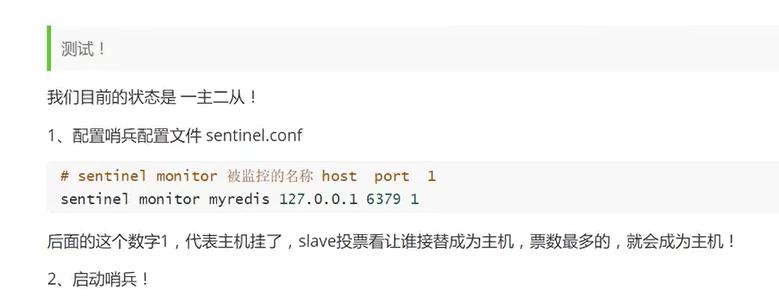 测试！
我们目前的状态是 一主二从！
1、配置哨兵配置文件 sentinel.conf
# sentinel monitor 被监控的名称 host  port  1
sentinel monitor myredis 127.0.0.1 6379 1
后面的这个数字1，代表主机挂了，slave投票看让谁接替成为主机，票数最多的，就会成为主机！
2、启动哨兵！